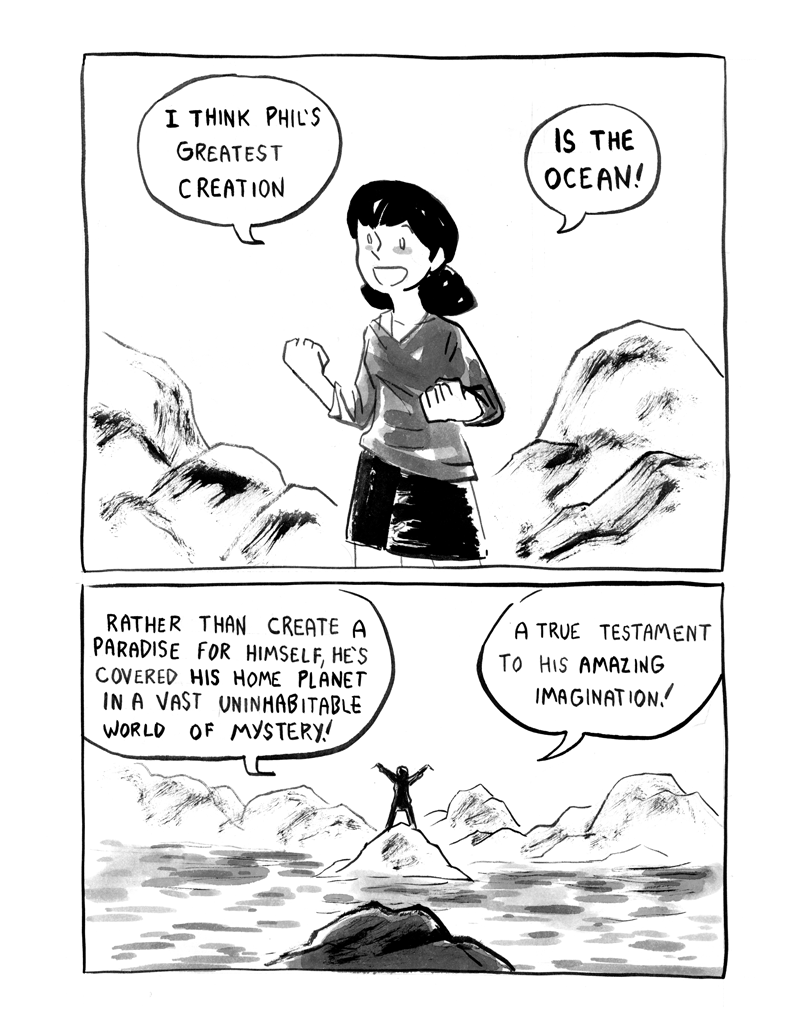 I THINK PHIL'S
GREATEST
CREATION
IS THE
OCEAN!
RATHER THAN CREATE A
PARADISE FOR HIMSELF, HE'S
COVERED HIS HOME PLANET
IN A VAST UNINHABITABLE
WORLD OF MYSTERY!
A TRUE TESTAMENT
TO HIS AMAZING
IMAGINATION!